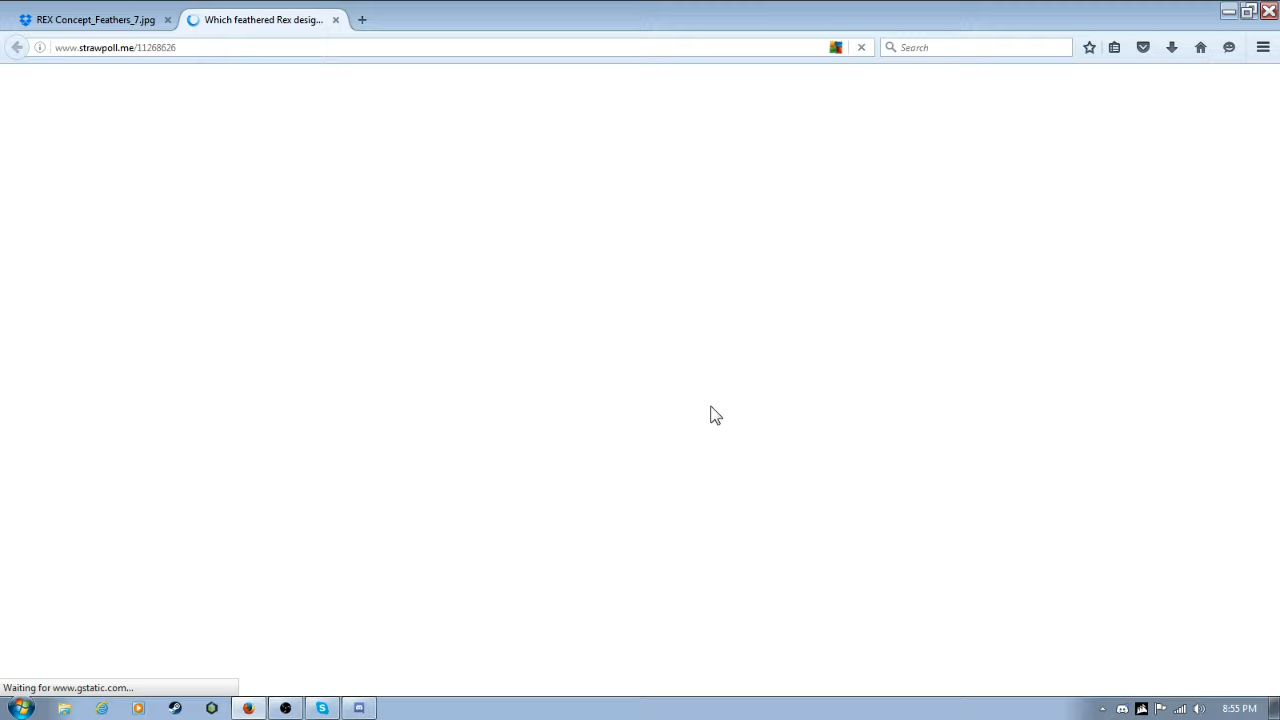 REX Concept_Feathers_7.jpg
Which feathered Rex desig...
www.strawpoll.me/11268626
Search
Waiting for www.gstatic.com...
8:55 PM